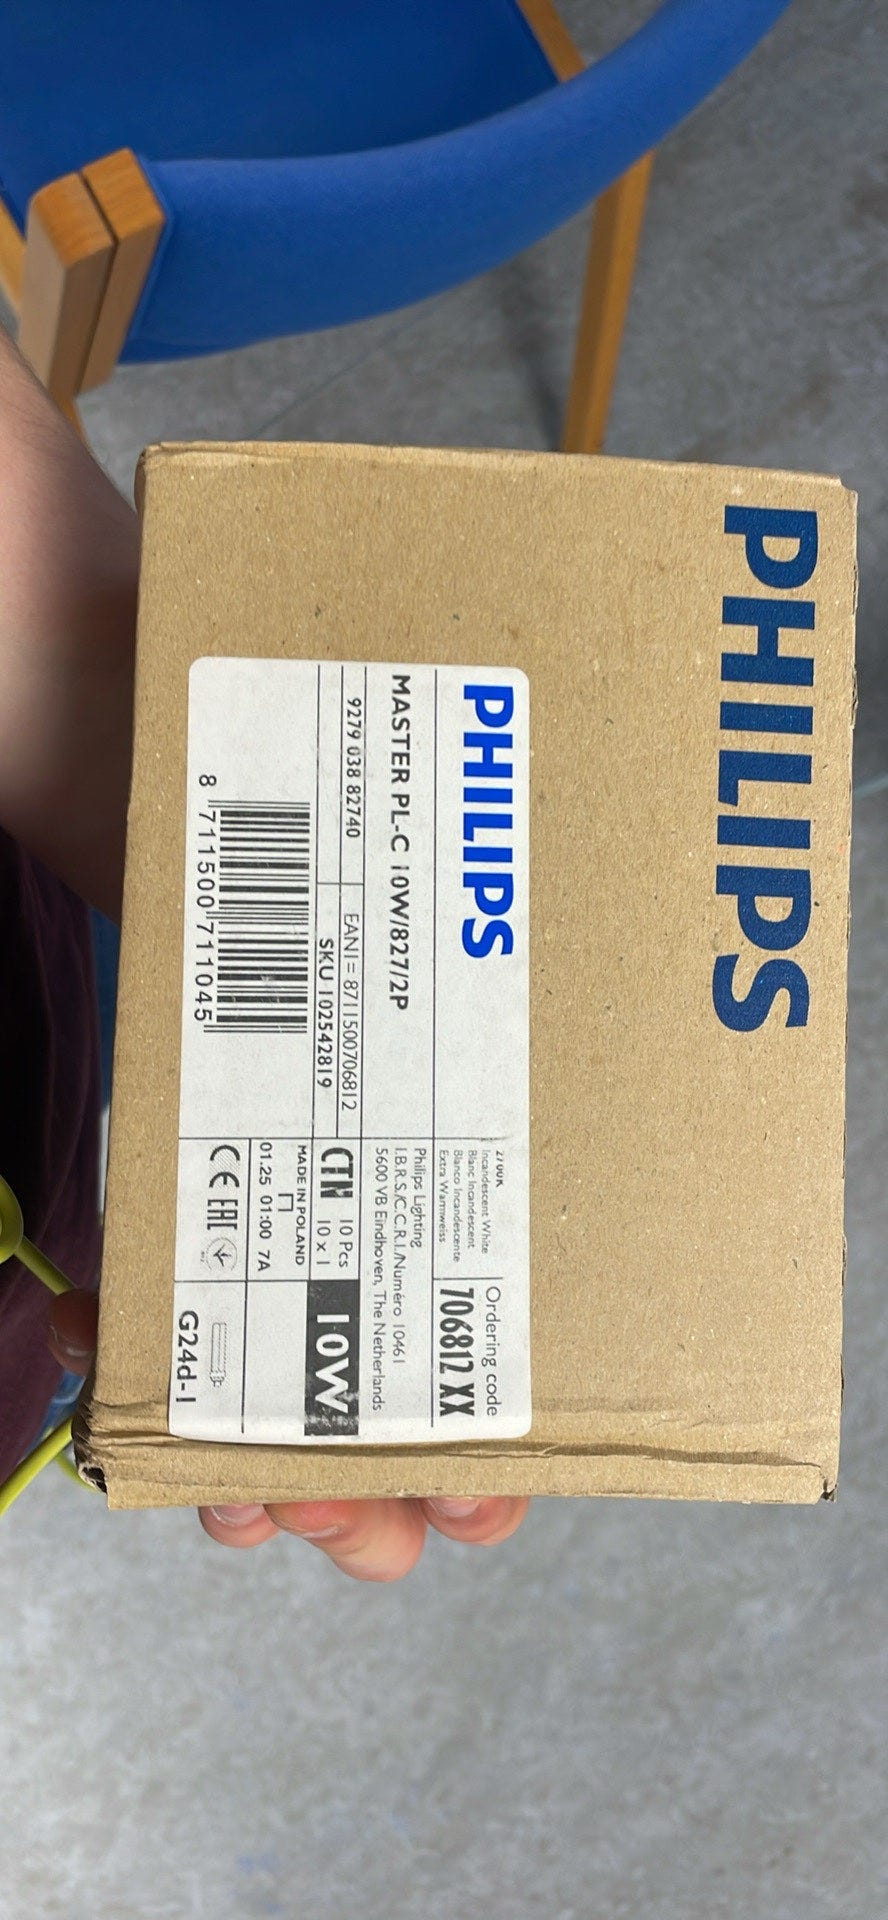 PHILIPS
PHILIPS
2700K
Incandescent White
Blanc Incandescent
Blanco Incandescente
Extra Warmweiss
Ordering code
706812 XX
MASTER PL-C 10W/827/2P
Philips Lighting
I.B.R.S./C.C.R.I./Numéro 10461
5600 VB Eindhoven, The Netherlands
9279 038 82740
EAN1= 8711500706812
SKU 102542819
CTN 10 Pcs
10 x 1
10W
MADE IN POLAND
01.25 01:00 7A
8 711500 711045
CE EAC
G24d-1